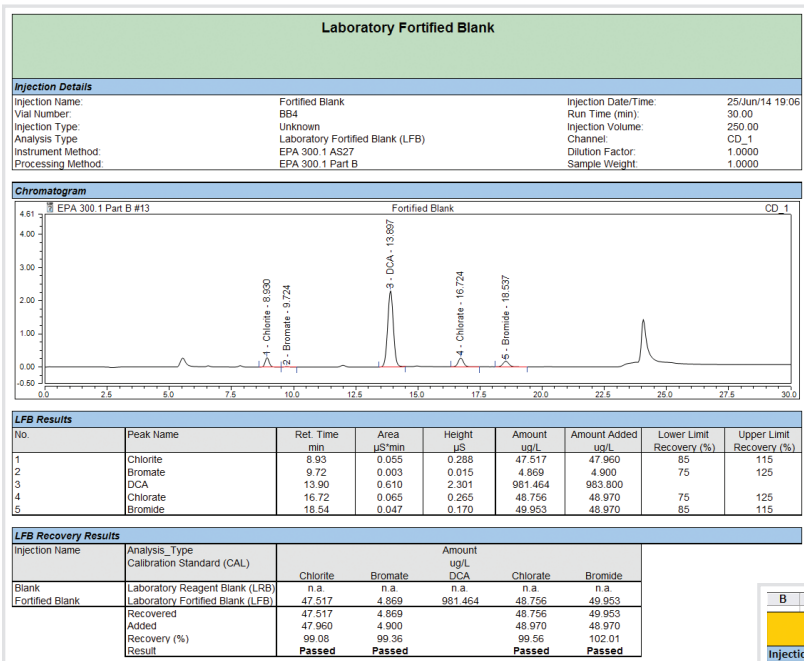 Laboratory Fortified Blank
Injection Details
Injection Name: Fortified Blank Injection Date/Time: 25/Jun/14 19:06
Vial Number: BB4 Run Time (min): 30.00
Injection Type: Unknown Injection Volume: 250.00
Analysis Type Laboratory Fortified Blank (LFB) Channel: CD_1
Instrument Method: EPA 300.1 AS27 Dilution Factor: 1.0000
Processing Method: EPA 300.1 Part B Sample Weight: 1.0000
Chromatogram
EPA 300.1 Part B #13 Fortified Blank CD_1
4.61
4.00
3.00
2.00
1.00
0.00
-0.50
1 - Chlorite - 8.930
2 - Bromate - 9.724
3 - DCA - 13.897
4 - Chlorate - 16.724
5 - Bromide - 18.537
0.0 2.5 5.0 7.5 10.0 12.5 15.0 17.5 20.0 22.5 25.0 27.5 30.0
LFB Results
No. Peak Name Ret. Time Area Height Amount Amount Added Lower Limit Upper Limit
min µS*min µS ug/L ug/L Recovery (%) Recovery (%)
1 Chlorite 8.93 0.055 0.288 47.517 47.960 85 115
2 Bromate 9.72 0.003 0.015 4.869 4.900 75 125
3 DCA 13.90 0.610 2.301 981.464 983.800
4 Chlorate 16.72 0.065 0.265 48.756 48.970 75 125
5 Bromide 18.54 0.047 0.170 49.953 48.970 85 115
LFB Recovery Results
Injection Name Analysis_Type Amount
Calibration Standard (CAL) ug/L
Chlorite Bromate DCA Chlorate Bromide
Blank Laboratory Reagent Blank (LRB) n.a. n.a. n.a. n.a. n.a.
Fortified Blank Laboratory Fortified Blank (LFB) 47.517 4.869 981.464 48.756 49.953
Recovered 47.517 4.869 48.756 49.953
Added 47.960 4.900 48.970 48.970
Recovery (%) 99.08 99.36 99.56 102.01
Result Passed Passed Passed Passed
B